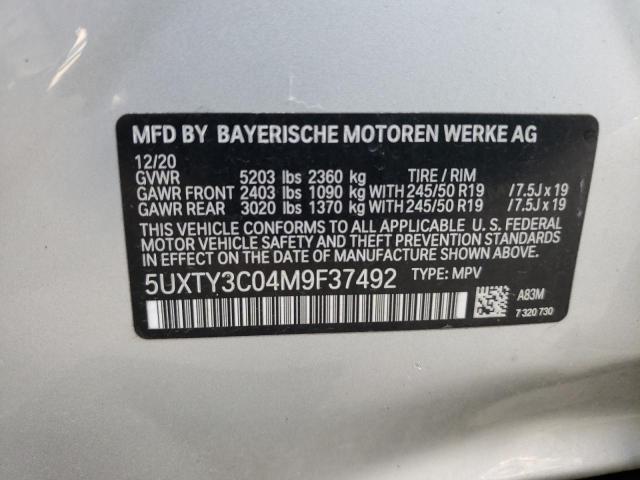 MFD BY BAYERISCHE MOTOREN WERKE AG
12/20
GVWR 5203 lbs 2360 kg TIRE / RIM
GAWR FRONT 2403 lbs 1090 kg WITH 245/50 R19 / 7.5J x 19
GAWR REAR 3020 lbs 1370 kg WITH 245/50 R19 / 7.5J x 19
THIS VEHICLE CONFORMS TO ALL APPLICABLE U. S. FEDERAL
MOTOR VEHICLE SAFETY AND THEFT PREVENTION STANDARDS
IN EFFECT ON THE DATE OF MANUFACTURE SHOWN ABOVE.
5UXTY3C04M9F37492 TYPE: MPV
A83M
7 320 730